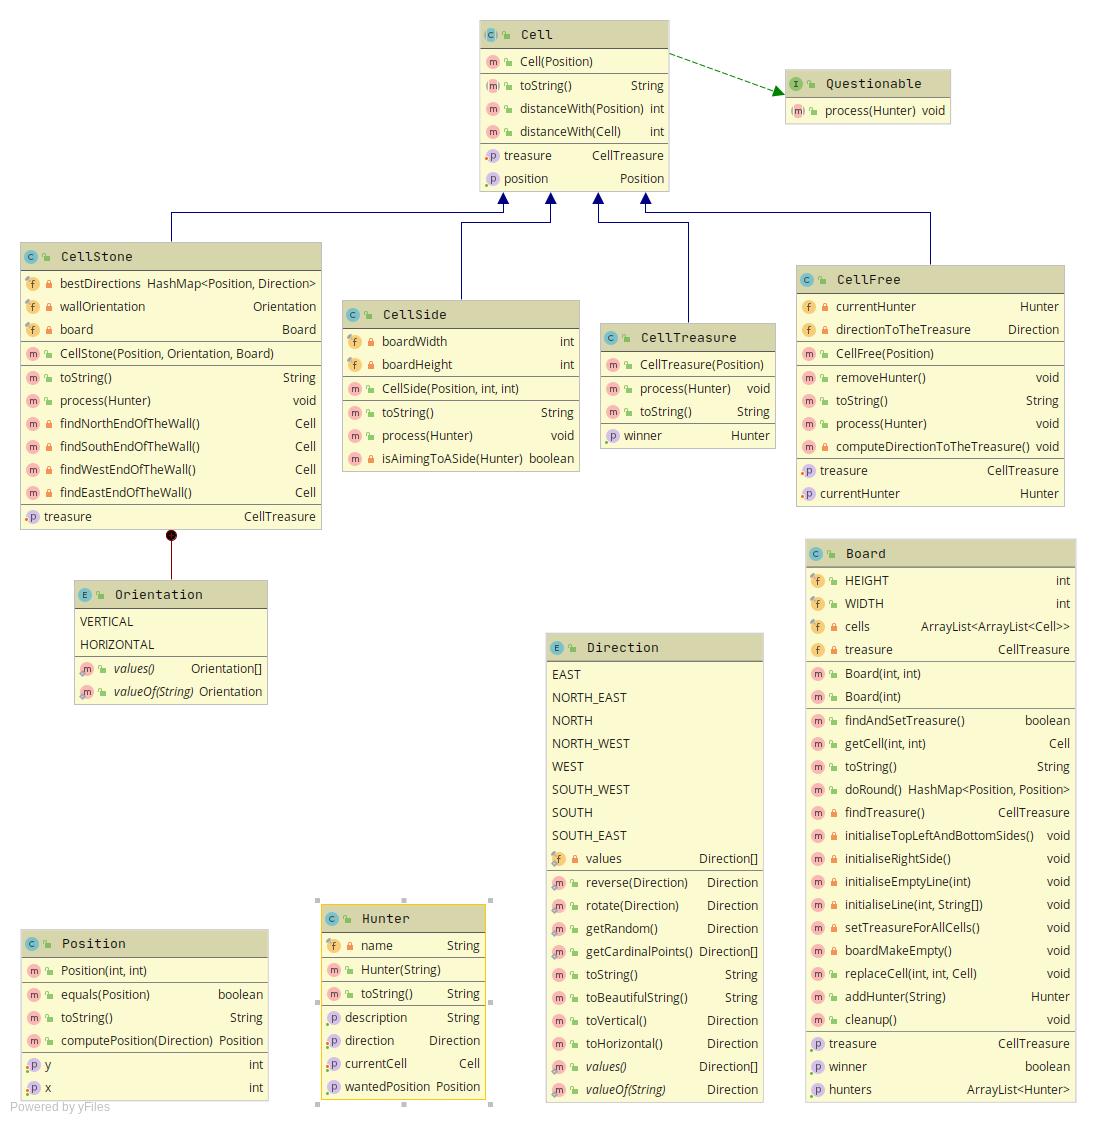 Cell
Cell(Position)
toString() String
distanceWith(Position) int
distanceWith(Cell) int
treasure CellTreasure
position Position
Questionable
process(Hunter) void
CellStone
bestDirections HashMap<Position, Direction>
wallOrientation Orientation
board Board
CellStone(Position, Orientation, Board)
toString() String
process(Hunter) void
findNorthEndOfTheWall() Cell
findSouthEndOfTheWall() Cell
findWestEndOfTheWall() Cell
findEastEndOfTheWall() Cell
treasure CellTreasure
CellSide
boardWidth int
boardHeight int
CellSide(Position, int, int)
toString() String
process(Hunter) void
isAimingToASide(Hunter) boolean
CellTreasure
CellTreasure(Position)
process(Hunter) void
toString() String
winner Hunter
CellFree
currentHunter Hunter
directionToTheTreasure Direction
CellFree(Position)
removeHunter() void
toString() String
process(Hunter) void
computeDirectionToTheTreasure() void
treasure CellTreasure
currentHunter Hunter
Orientation
VERTICAL
HORIZONTAL
values() Orientation[]
valueOf(String) Orientation
Direction
EAST
NORTH_EAST
NORTH
NORTH_WEST
WEST
SOUTH_WEST
SOUTH
SOUTH_EAST
values Direction[]
reverse(Direction) Direction
rotate(Direction) Direction
getRandom() Direction
getCardinalPoints() Direction[]
toString() String
toBeautifulString() String
toVertical() Direction
toHorizontal() Direction
values() Direction[]
valueOf(String) Direction
Board
HEIGHT int
WIDTH int
cells ArrayList<ArrayList<Cell>>
treasure CellTreasure
Board(int, int)
Board(int)
findAndSetTreasure() boolean
getCell(int, int) Cell
toString() String
doRound() HashMap<Position, Position>
findTreasure() CellTreasure
initialiseTopLeftAndBottomSides() void
initialiseRightSide() void
initialiseEmptyLine(int) void
initialiseLine(int, String[]) void
setTreasureForAllCells() void
boardMakeEmpty() void
replaceCell(int, int, Cell) void
addHunter(String) Hunter
cleanup() void
treasure CellTreasure
winner boolean
hunters ArrayList<Hunter>
Position
Position(int, int)
equals(Position) boolean
toString() String
computePosition(Direction) Position
y int
x int
Hunter
name String
Hunter(String)
toString() String
description String
direction Direction
currentCell Cell
wantedPosition Position
Powered by yFiles